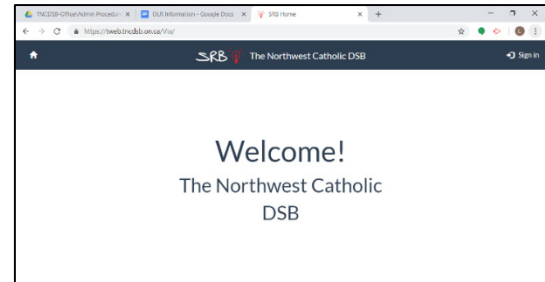 TNCDSB-Office/Admin Procedur
OLR Information - Google Docs
SRB Home
https://tweb.tncdsb.on.ca/Via/
SRB The Northwest Catholic DSB
Sign in
Welcome!
The Northwest Catholic
DSB